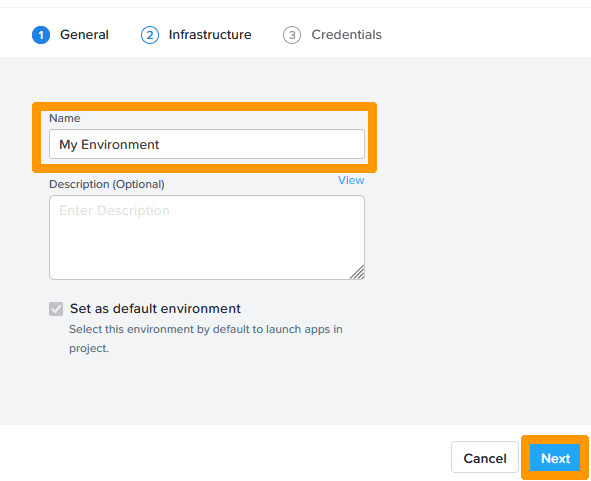 1 General 2 Infrastructure 3 Credentials
Name
My Environment
Description (Optional) View
Enter Description
Set as default environment
Select this environment by default to launch apps in
project.
Cancel Next